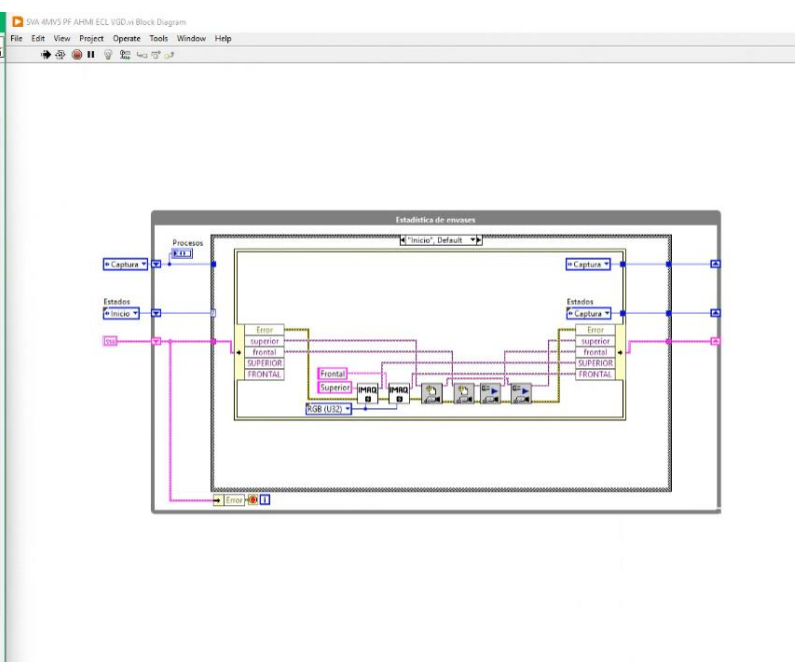 SVA 4MV5 PF AHMI ECL VGD.vi Block Diagram
File Edit View Project Operate Tools Window Help
Estadística de envases
Procesos
"Inicio", Default
Captura
Captura
Estados
Inicio
Estados
Captura
Error
superior
frontal
SUPERIOR
FRONTAL
Error
superior
frontal
SUPERIOR
FRONTAL
Frontal
Superior
IMAQ
IMAQ
RGB (U32)
Error
i